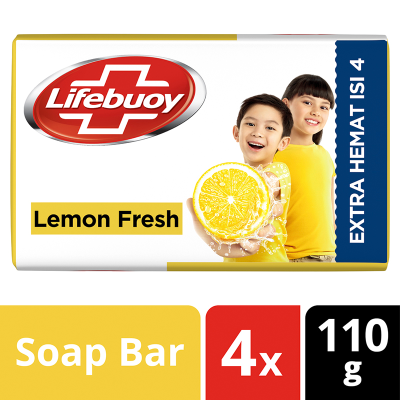 Lifebuoy
Lemon Fresh
EXTRA HEMAT ISI 4
Soap Bar
4x
110
g